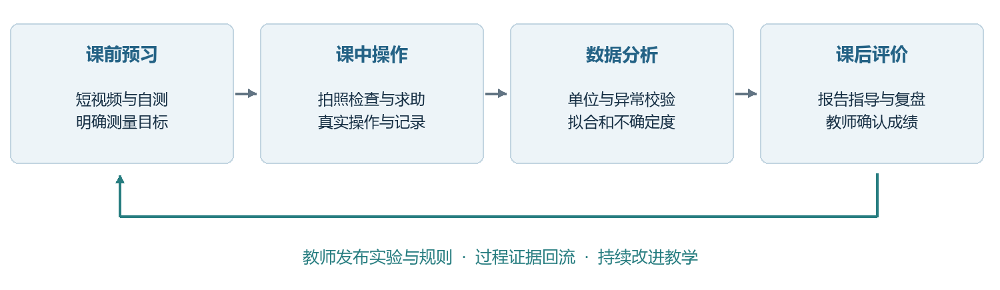 课前预习
短视频与自测
明确测量目标
课中操作
拍照检查与求助
真实操作与记录
数据分析
单位与异常校验
拟合和不确定度
课后评价
报告指导与复盘
教师确认成绩
教师发布实验与规则 · 过程证据回流 · 持续改进教学